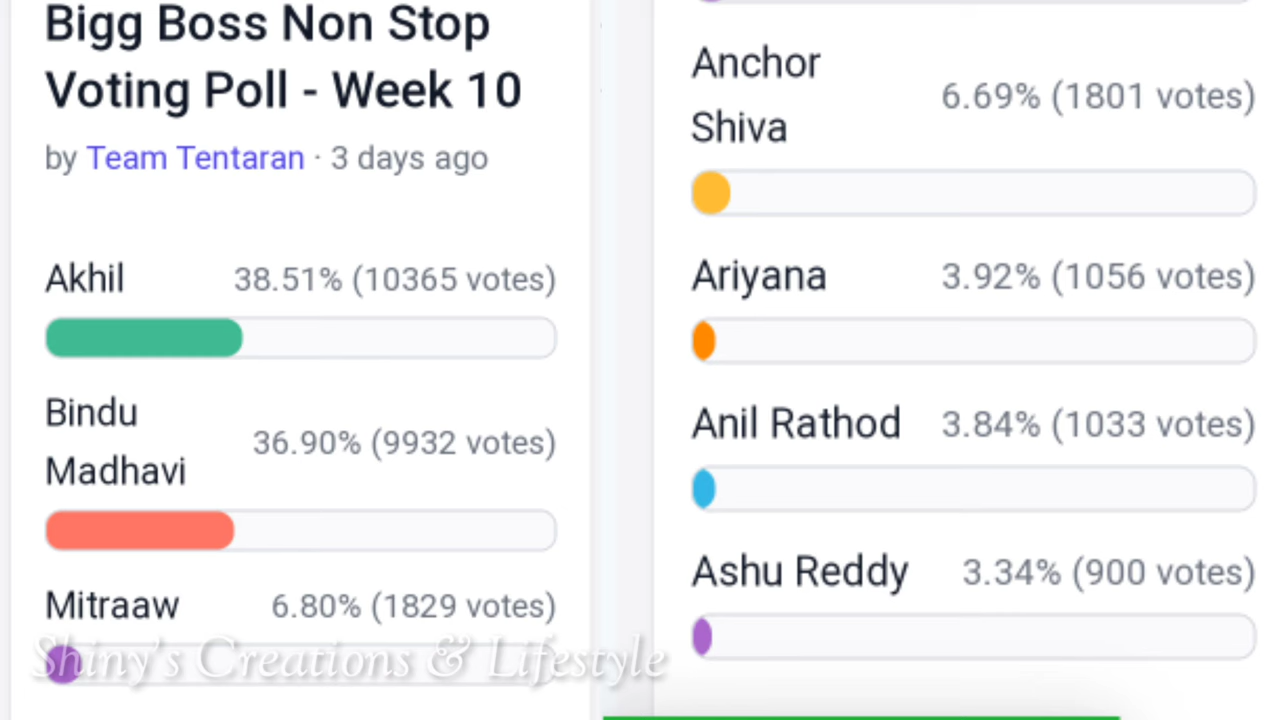 Bigg Boss Non Stop
Voting Poll - Week 10
by Team Tentaran · 3 days ago
Akhil 38.51% (10365 votes)
Bindu
Madhavi 36.90% (9932 votes)
Mitraaw 6.80% (1829 votes)
Shiny's Creations & Lifestyle
Anchor
Shiva 6.69% (1801 votes)
Ariyana 3.92% (1056 votes)
Anil Rathod 3.84% (1033 votes)
Ashu Reddy 3.34% (900 votes)